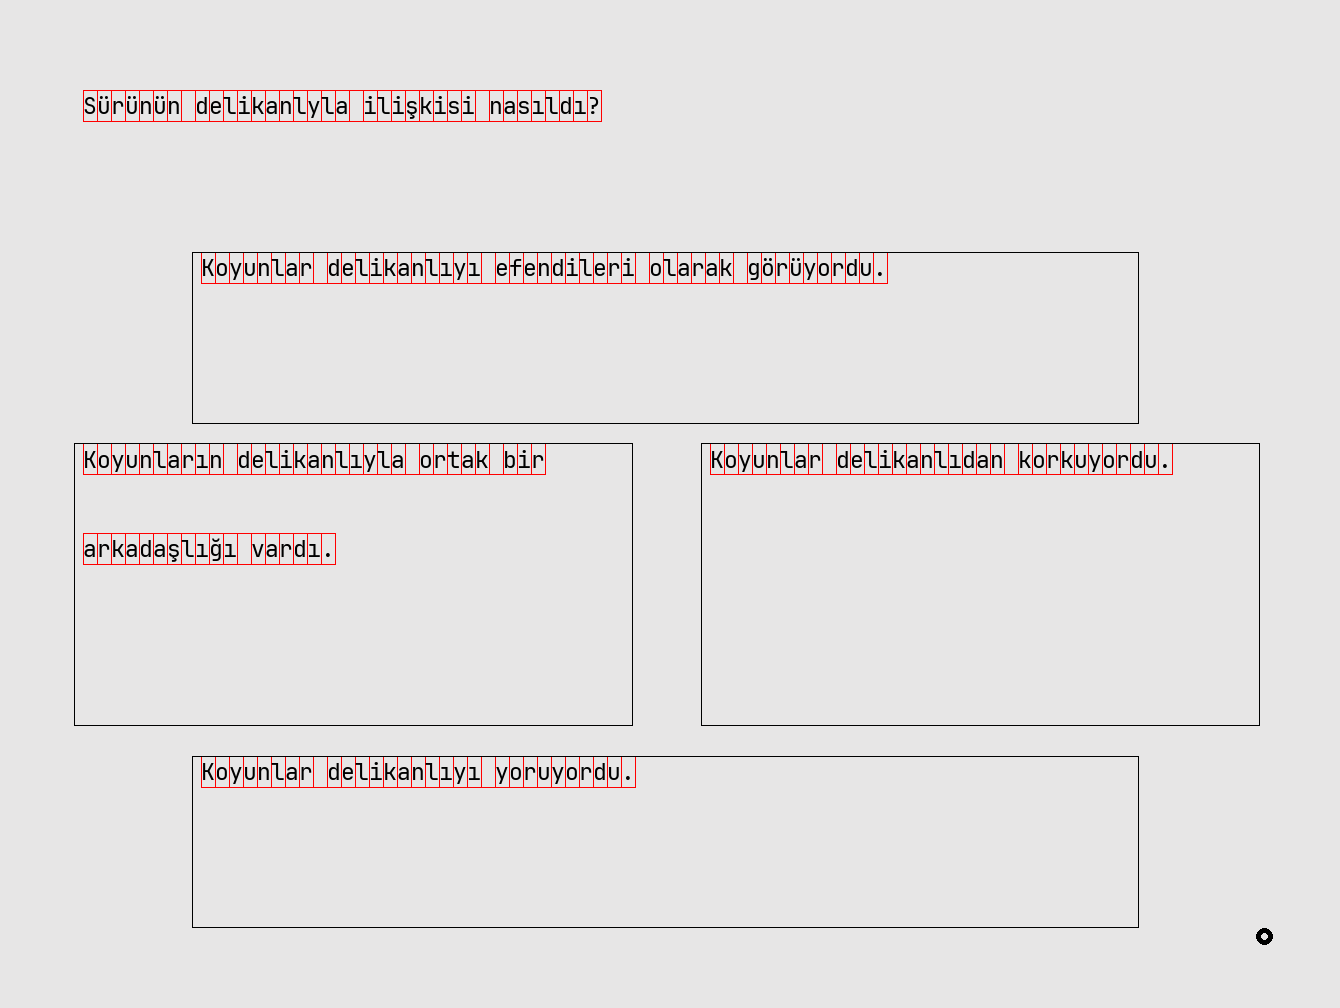 Sürünün delikanlyla ilişkisi nasıldı?
Koyunlar delikanlıyı efendileri olarak görüyordu.
Koyunların delikanlıyla ortak bir
arkadaşlığı vardı.
Koyunlar delikanlıdan korkuyordu.
Koyunlar delikanlıyı yoruyordu.